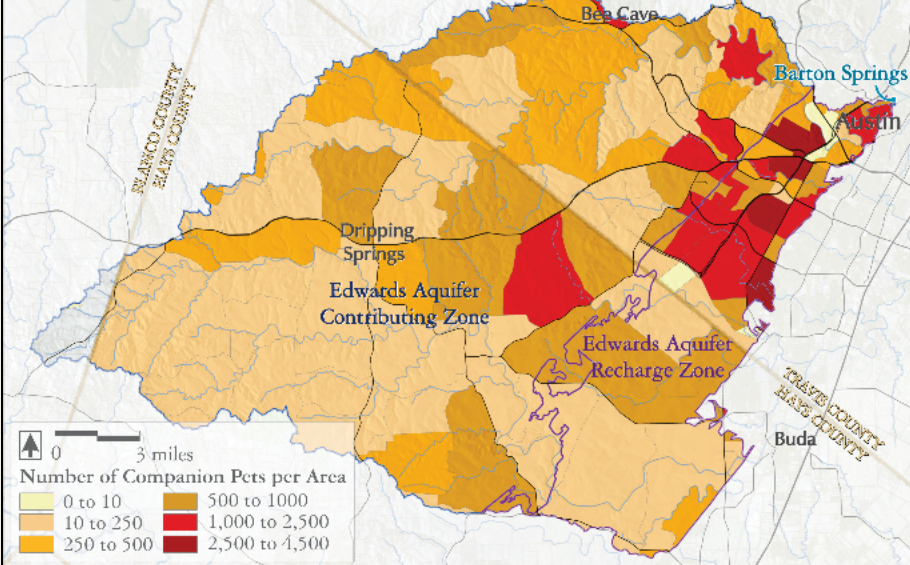 Bee Cave
Barton Springs
Austin
BLANCO COUNTY
HAYS COUNTY
Dripping
Springs
Edwards Aquifer
Contributing Zone
Edwards Aquifer
Recharge Zone
TRAVIS COUNTY
HAYS COUNTY
Buda
0 3 miles
Number of Companion Pets per Area
0 to 10
10 to 250
250 to 500
500 to 1000
1,000 to 2,500
2,500 to 4,500